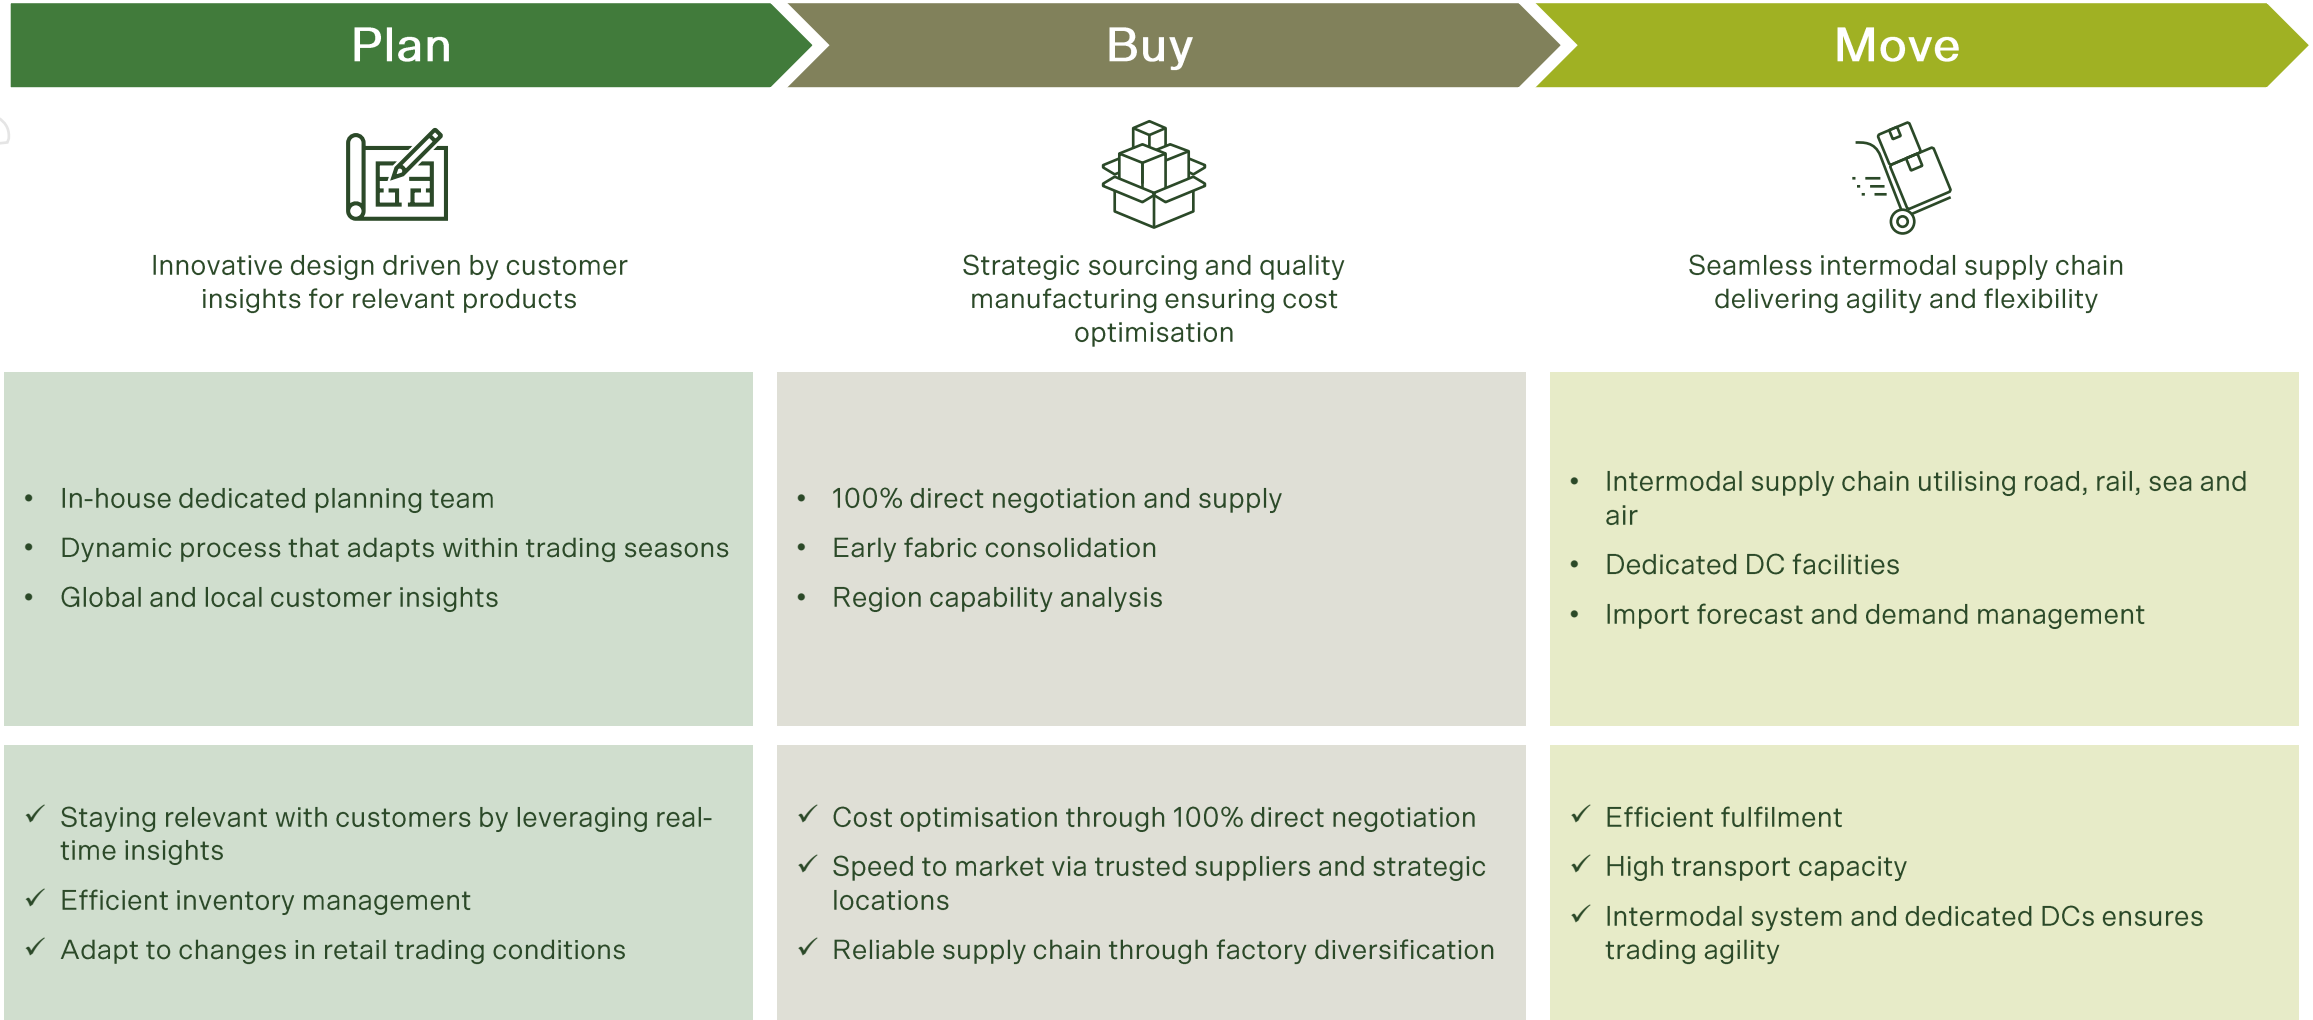 Plan
Buy
Move
Innovative design driven by customer
insights for relevant products
Strategic sourcing and quality
manufacturing ensuring cost
optimisation
Seamless intermodal supply chain
delivering agility and flexibility
• In-house dedicated planning team
• Dynamic process that adapts within trading seasons
• Global and local customer insights
• 100% direct negotiation and supply
• Early fabric consolidation
• Region capability analysis
• Intermodal supply chain utilising road, rail, sea and
air
• Dedicated DC facilities
• Import forecast and demand management
✓ Staying relevant with customers by leveraging real-
time insights
✓ Efficient inventory management
✓ Adapt to changes in retail trading conditions
✓ Cost optimisation through 100% direct negotiation
✓ Speed to market via trusted suppliers and strategic
locations
✓ Reliable supply chain through factory diversification
✓ Efficient fulfilment
✓ High transport capacity
✓ Intermodal system and dedicated DCs ensures
trading agility